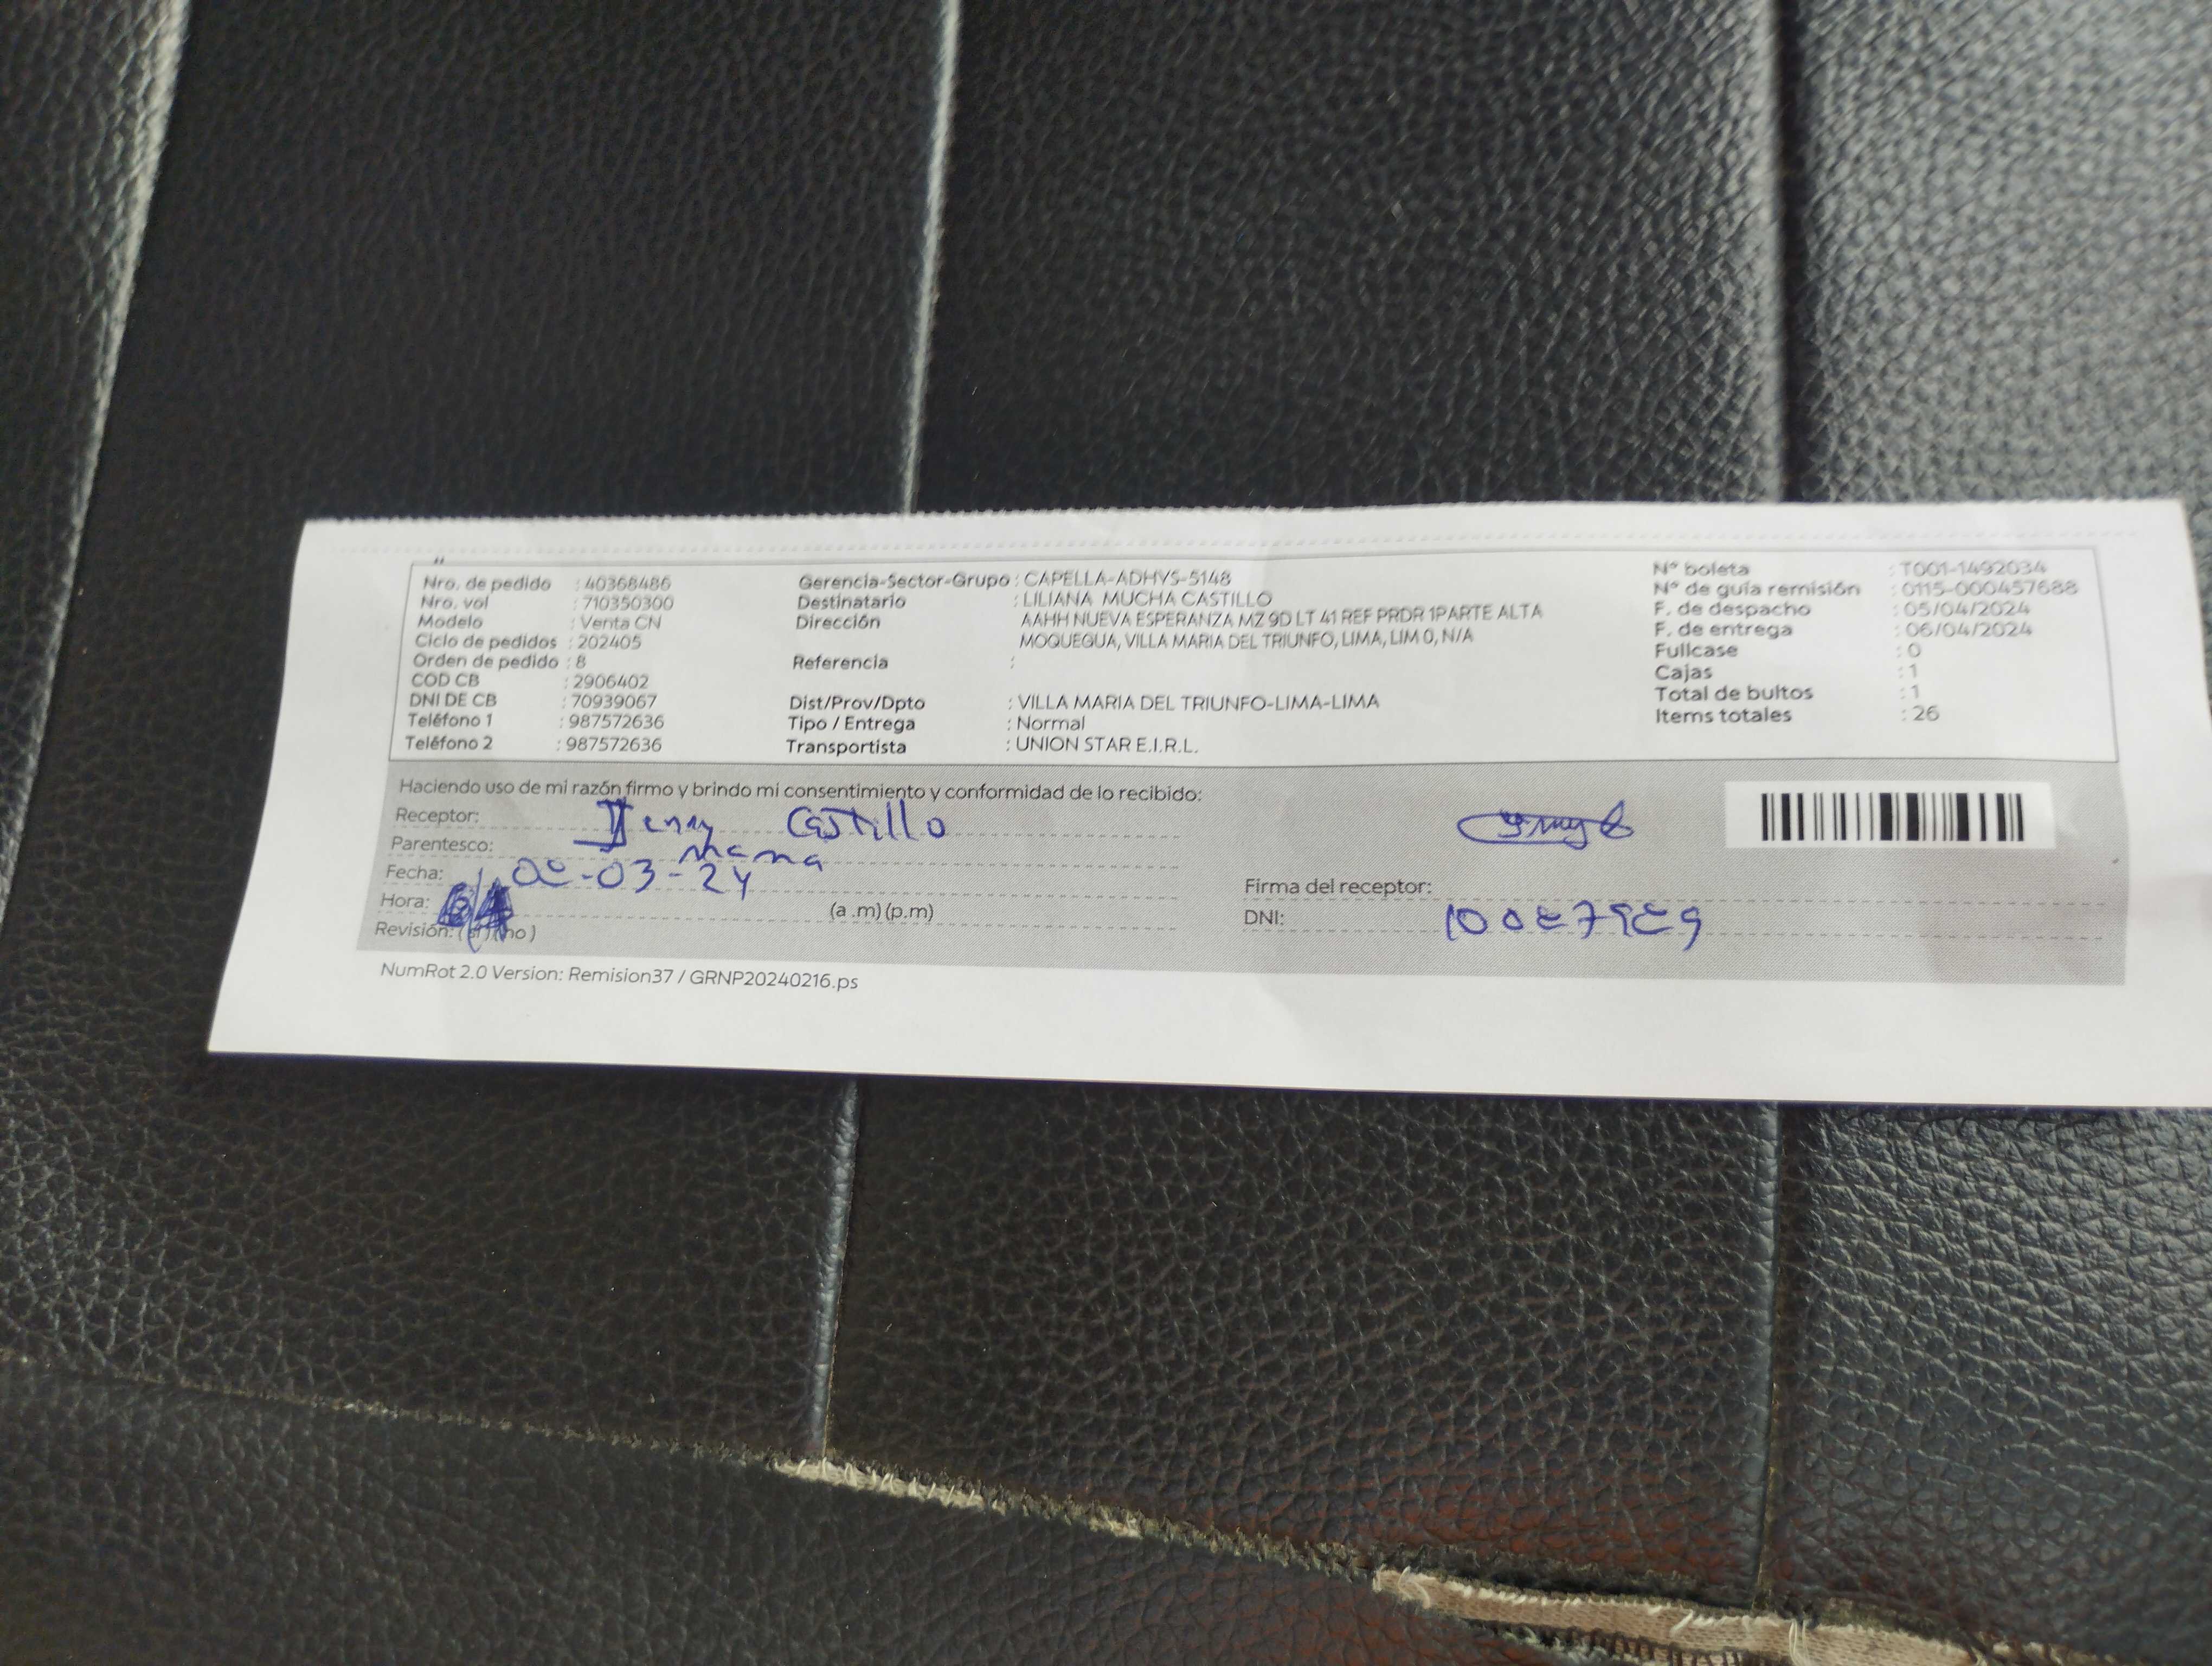 Nro. de pedido : 40368486
Nro. vol : 710350300
Modelo : Venta CN
Ciclo de pedidos : 202405
Orden de pedido : 8
COD CB : 2906402
DNI DE CB : 70939067
Teléfono 1 : 987572636
Teléfono 2 : 987572636
Gerencia-Sector-Grupo : CAPELLA-ADHVS-5148
Destinatario : LILIANA MUCHA CASTILLO
Dirección AAHH NUEVA ESPERANZA MZ 9D LT 41 REF PRDR 1PARTE ALTA
MOQUEGUA, VILLA MARIA DEL TRIUNFO, LIMA, LIM 0, N/A
Referencia :
Dist/Prov/Dpto : VILLA MARIA DEL TRIUNFO-LIMA-LIMA
Tipo / Entrega : Normal
Transportista : UNION STAR E.I.R.L.
N° boleta : T001-1492034
N° de guía remisión : 0115-000457688
F. de despacho : 05/04/2024
F. de entrega : 06/04/2024
Fullcase : 0
Cajas : 1
Total de bultos : 1
Items totales : 26
Haciendo uso de mi razón firmo y brindo mi consentimiento y conformidad de lo recibido:
Receptor: Castillo
Parentesco: mama
Fecha:
Hora: (a .m) (p.m)
Revisión: ( si ) ( no )
Firma del receptor:
DNI:
NumRot 2.0 Version: Remision37 / GRNP20240216.ps